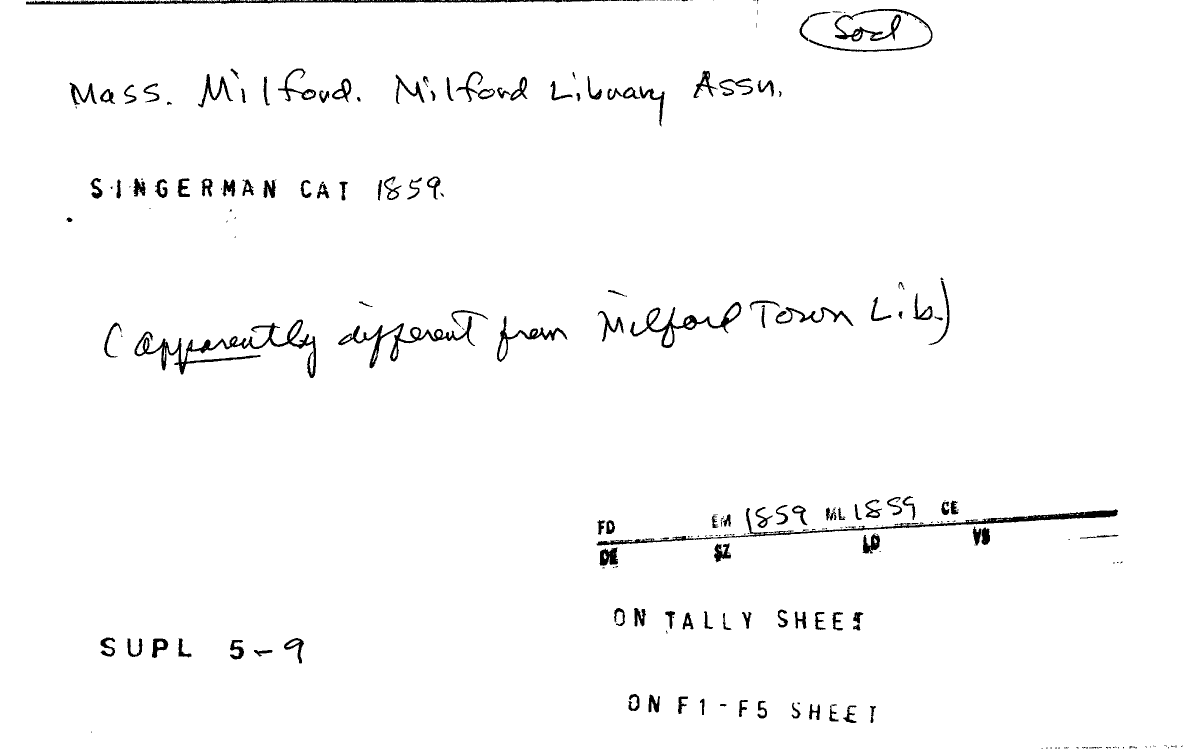 Socl
Mass. Milford. Milford Library Assn.
SINGERMAN CAT 1859.
(apparently different from Milford Town Lib.)
FD EM 1859 ML 1859 CE
DE SZ LD VS
ON TALLY SHEET
SUPL 5-9
ON F1-F5 SHEET